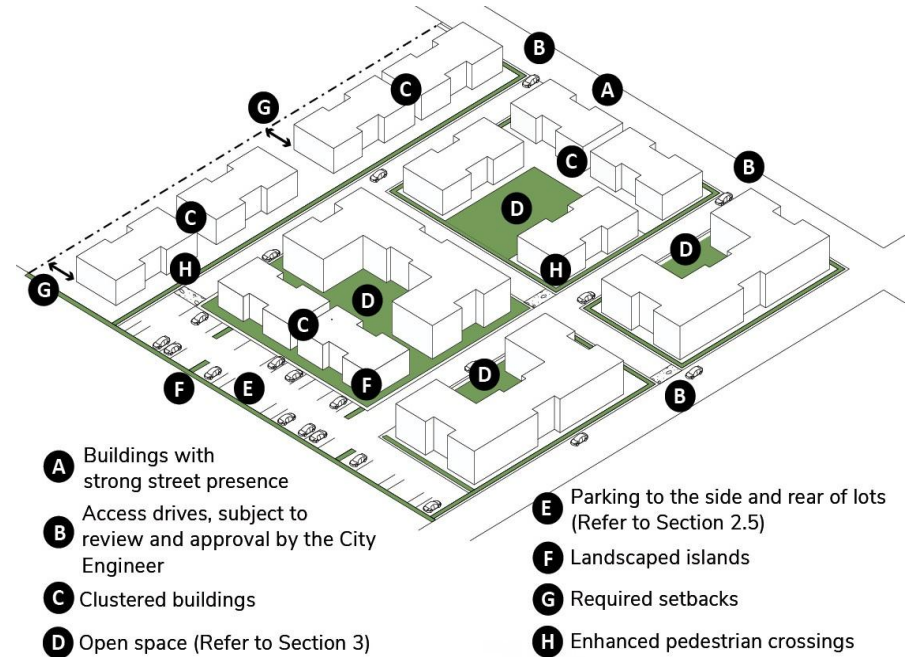 B
A
C
G
B
C
D
D
C
H
H
G
D
C
D
F
F
E
B
A Buildings with
strong street presence
B Access drives, subject to
review and approval by the City
Engineer
C Clustered buildings
D Open space (Refer to Section 3)
E Parking to the side and rear of lots
(Refer to Section 2.5)
F Landscaped islands
G Required setbacks
H Enhanced pedestrian crossings